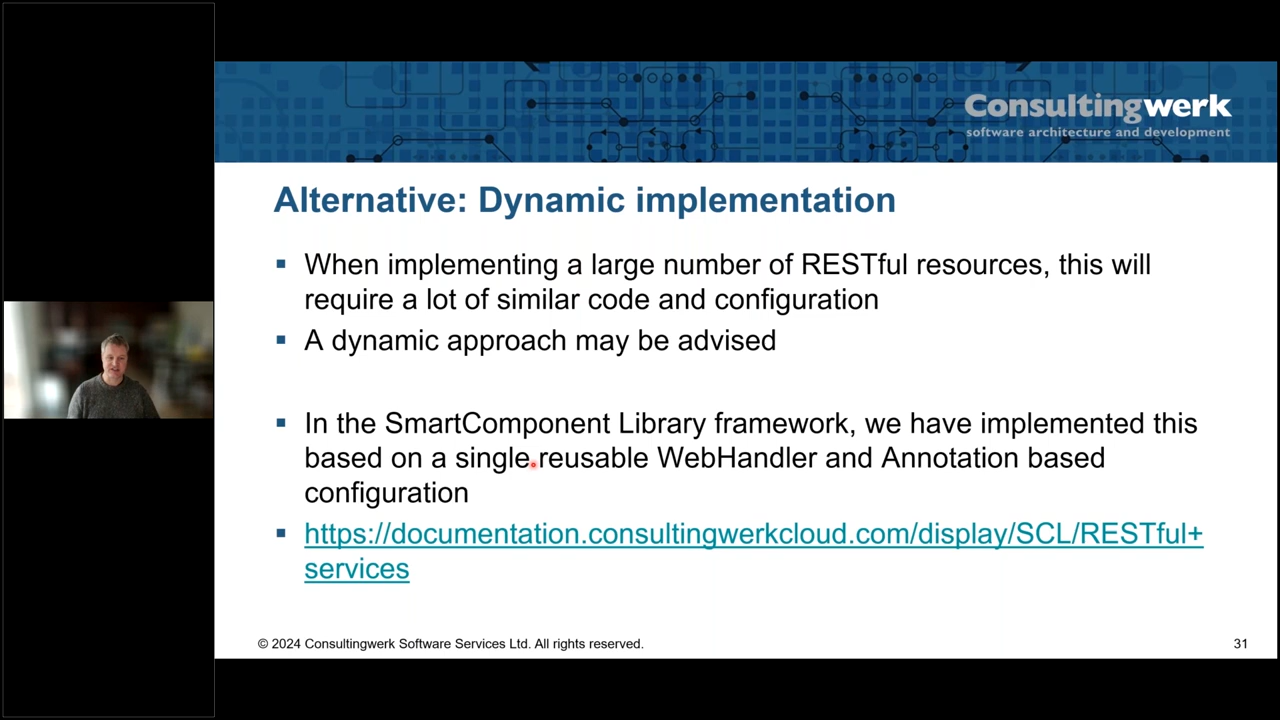 Consultingwerk
software architecture and development
Alternative: Dynamic implementation
▪ When implementing a large number of RESTful resources, this will
require a lot of similar code and configuration
▪ A dynamic approach may be advised
▪ In the SmartComponent Library framework, we have implemented this
based on a single reusable WebHandler and Annotation based
configuration
▪ https://documentation.consultingwerkcloud.com/display/SCL/RESTful+
services
© 2024 Consultingwerk Software Services Ltd. All rights reserved.
31